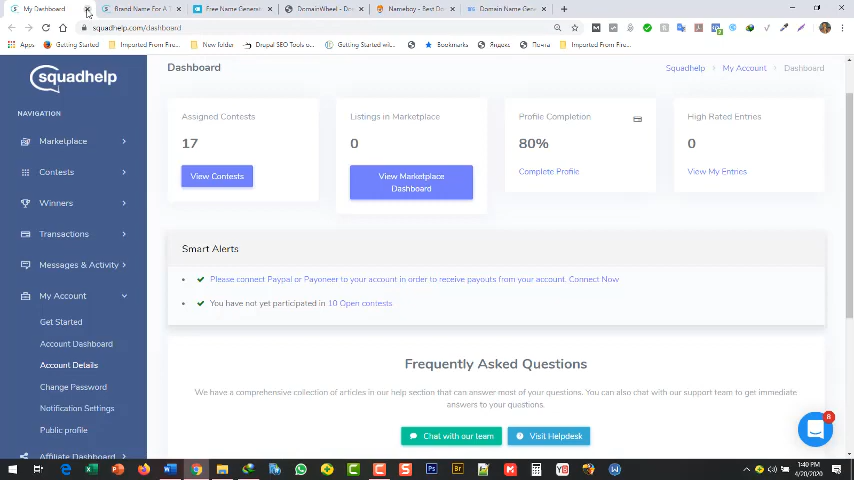 My Dashboard
Brand Name For A T
Free Name Generat
DomainWheel - Do
Nameboy - Best Do
Domain Name Gene
squadhelp.com/dashboard
Apps
Getting Started
Imported From Fire...
New folder
Drupal SEO Tools o...
Getting Started wil...
Bookmarks
Яндекс
Почта
Imported From Fire...
squadhelp
Dashboard
Squadhelp
My Account
Dashboard
NAVIGATION
Marketplace
Contests
Winners
Transactions
Messages & Activity
My Account
Get Started
Account Dashboard
Account Details
Change Password
Notification Settings
Public profile
Affiliate Dashboard
Assigned Contests
17
View Contests
Listings in Marketplace
0
View Marketplace
Dashboard
Profile Completion
80%
Complete Profile
High Rated Entries
0
View My Entries
Smart Alerts
Please connect Paypal or Payoneer to your account in order to receive payouts from your account. Connect Now
You have not yet participated in 10 Open contests
Frequently Asked Questions
We have a comprehensive collection of articles in our help section that can answer most of your questions. You can also chat with our support team to get immediate
answers to your questions.
Chat with our team
Visit Helpdesk
8
1:40 PM
4/20/2020